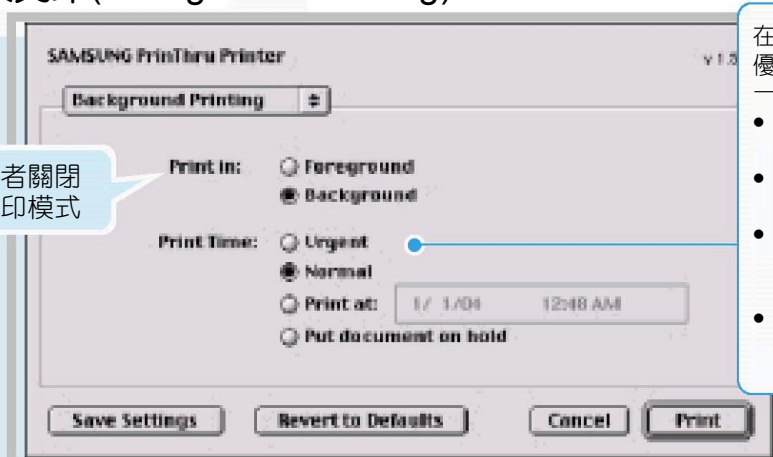 SAMSUNG PrinThru Printer
Background Printing
者關閉
印模式
Print in:
Foreground
Background
Print Time:
Urgent
Normal
Print at: 1/ 1/04 12:48 AM
Put document on hold
Save Settings Revert to Defaults Cancel Print
在
優